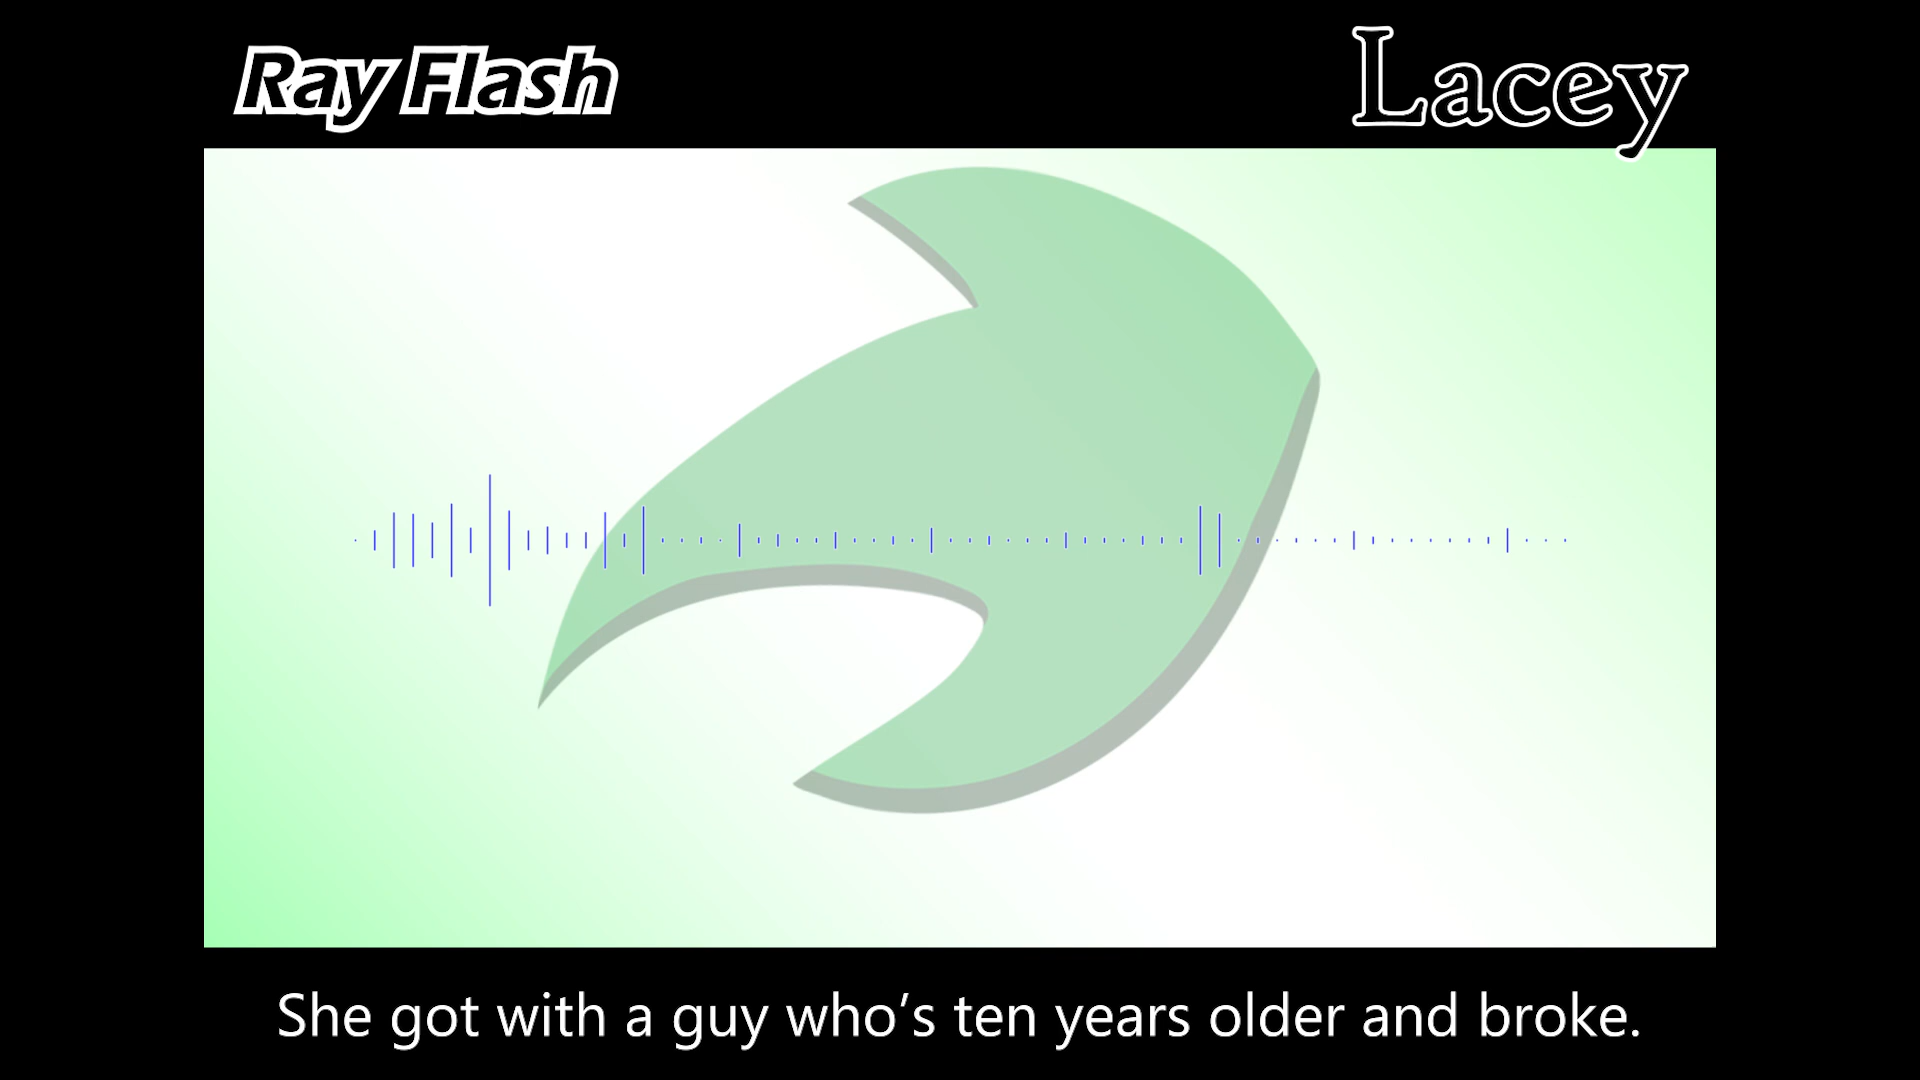 Ray Flash
Lacey
She got with a guy who’s ten years older and broke.